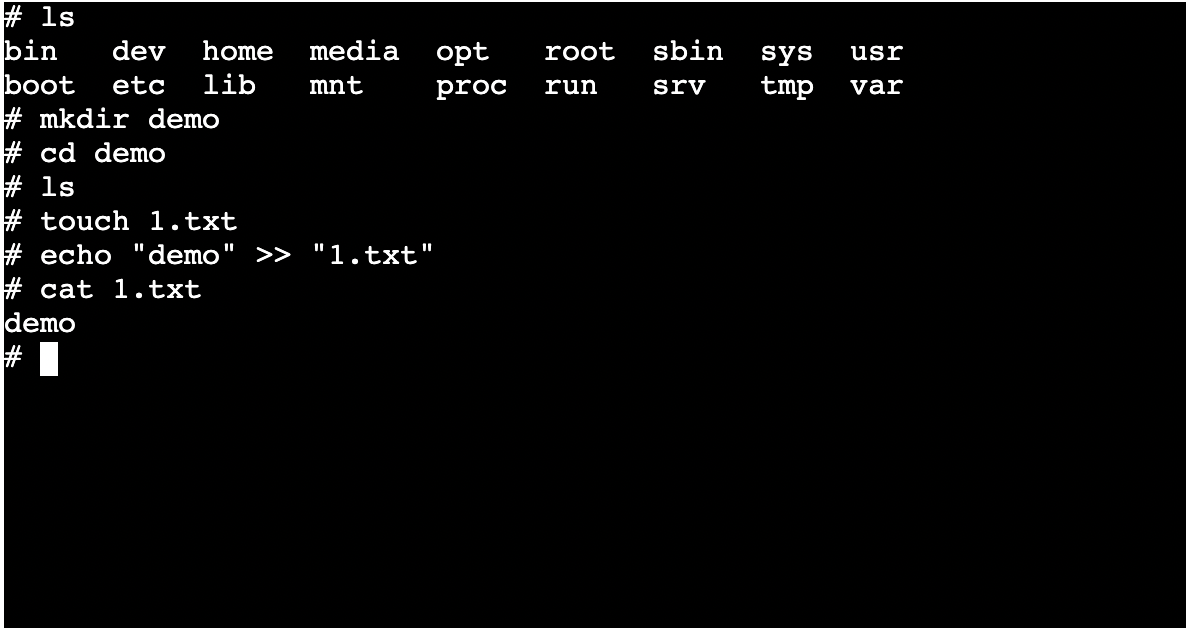 # ls
bin   dev  home  media  opt   root  sbin  sys  usr
boot  etc  lib   mnt    proc  run   srv   tmp  var
# mkdir demo
# cd demo
# ls
# touch 1.txt
# echo "demo" >> "1.txt"
# cat 1.txt
demo
#